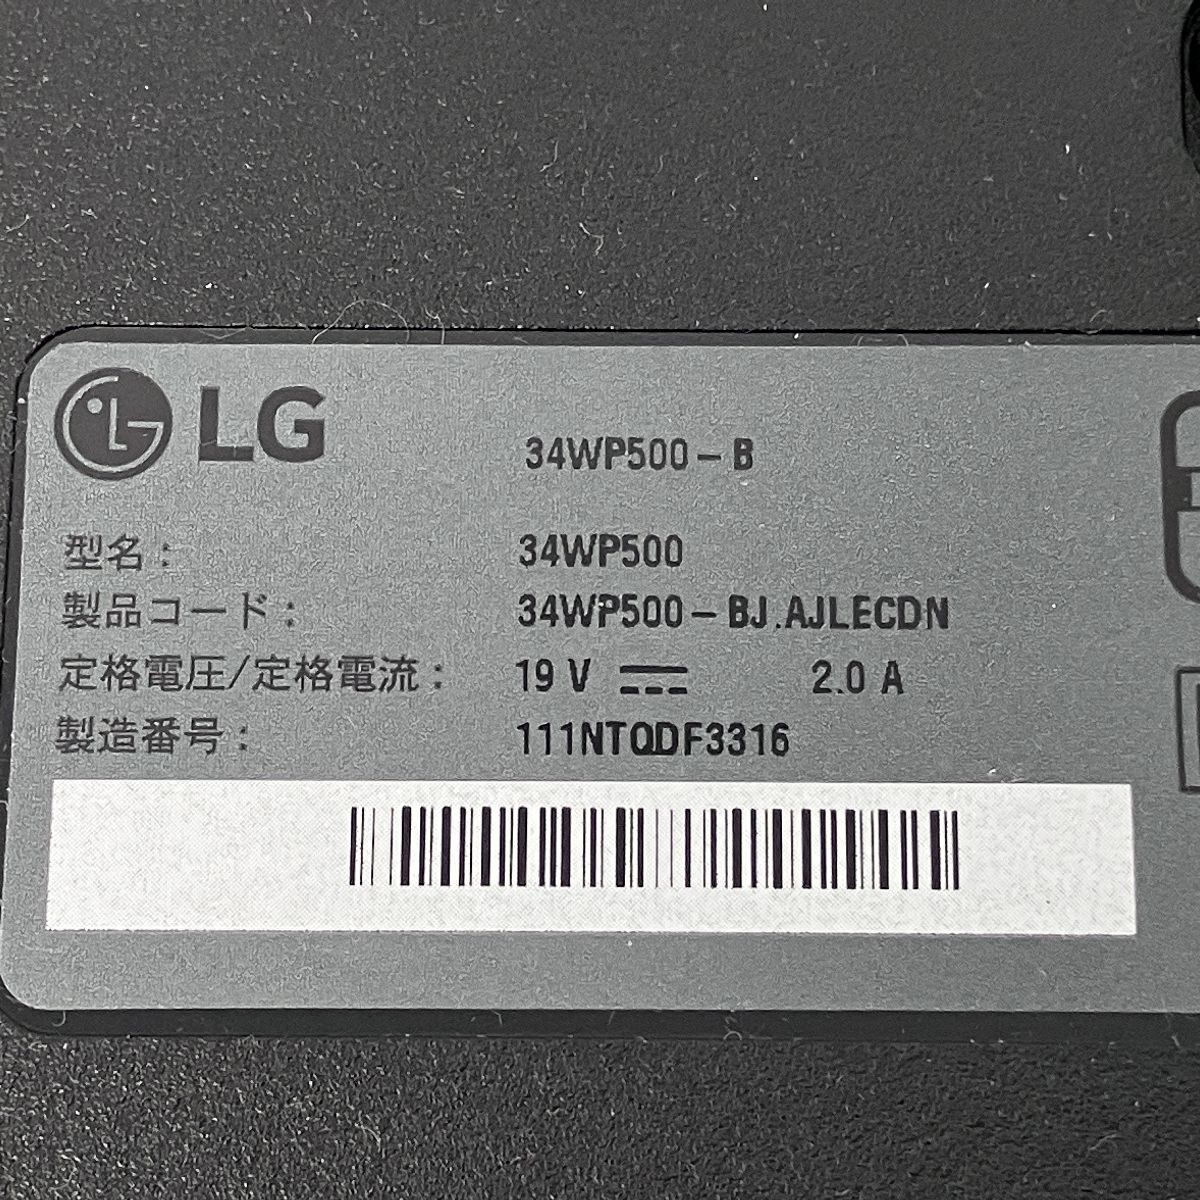 LG
34WP500-B
型名: 34WP500
製品コード: 34WP500-BJ.AJLECDN
定格電圧/定格電流: 19 V ⎓ 2.0 A
製造番号: 111NTQDF3316